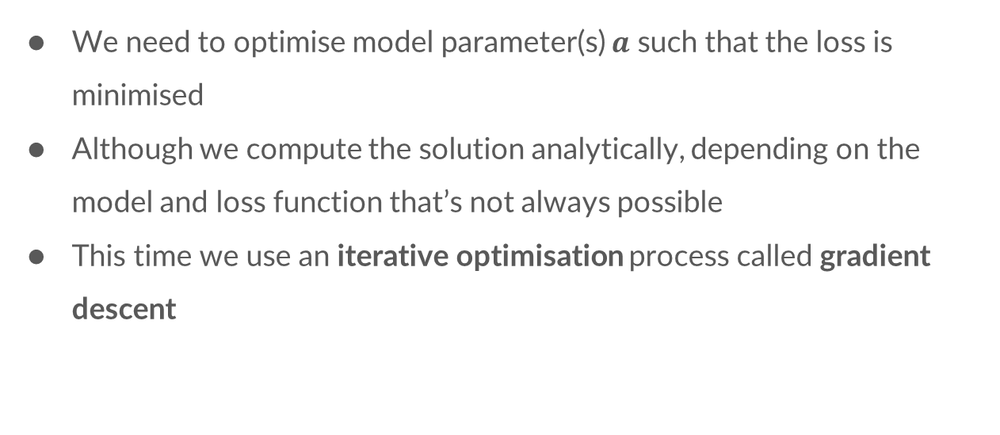 ● We need to optimise model parameter(s) a such that the loss is
minimised
● Although we compute the solution analytically, depending on the
model and loss function that’s not always possible
● This time we use an iterative optimisation process called gradient
descent